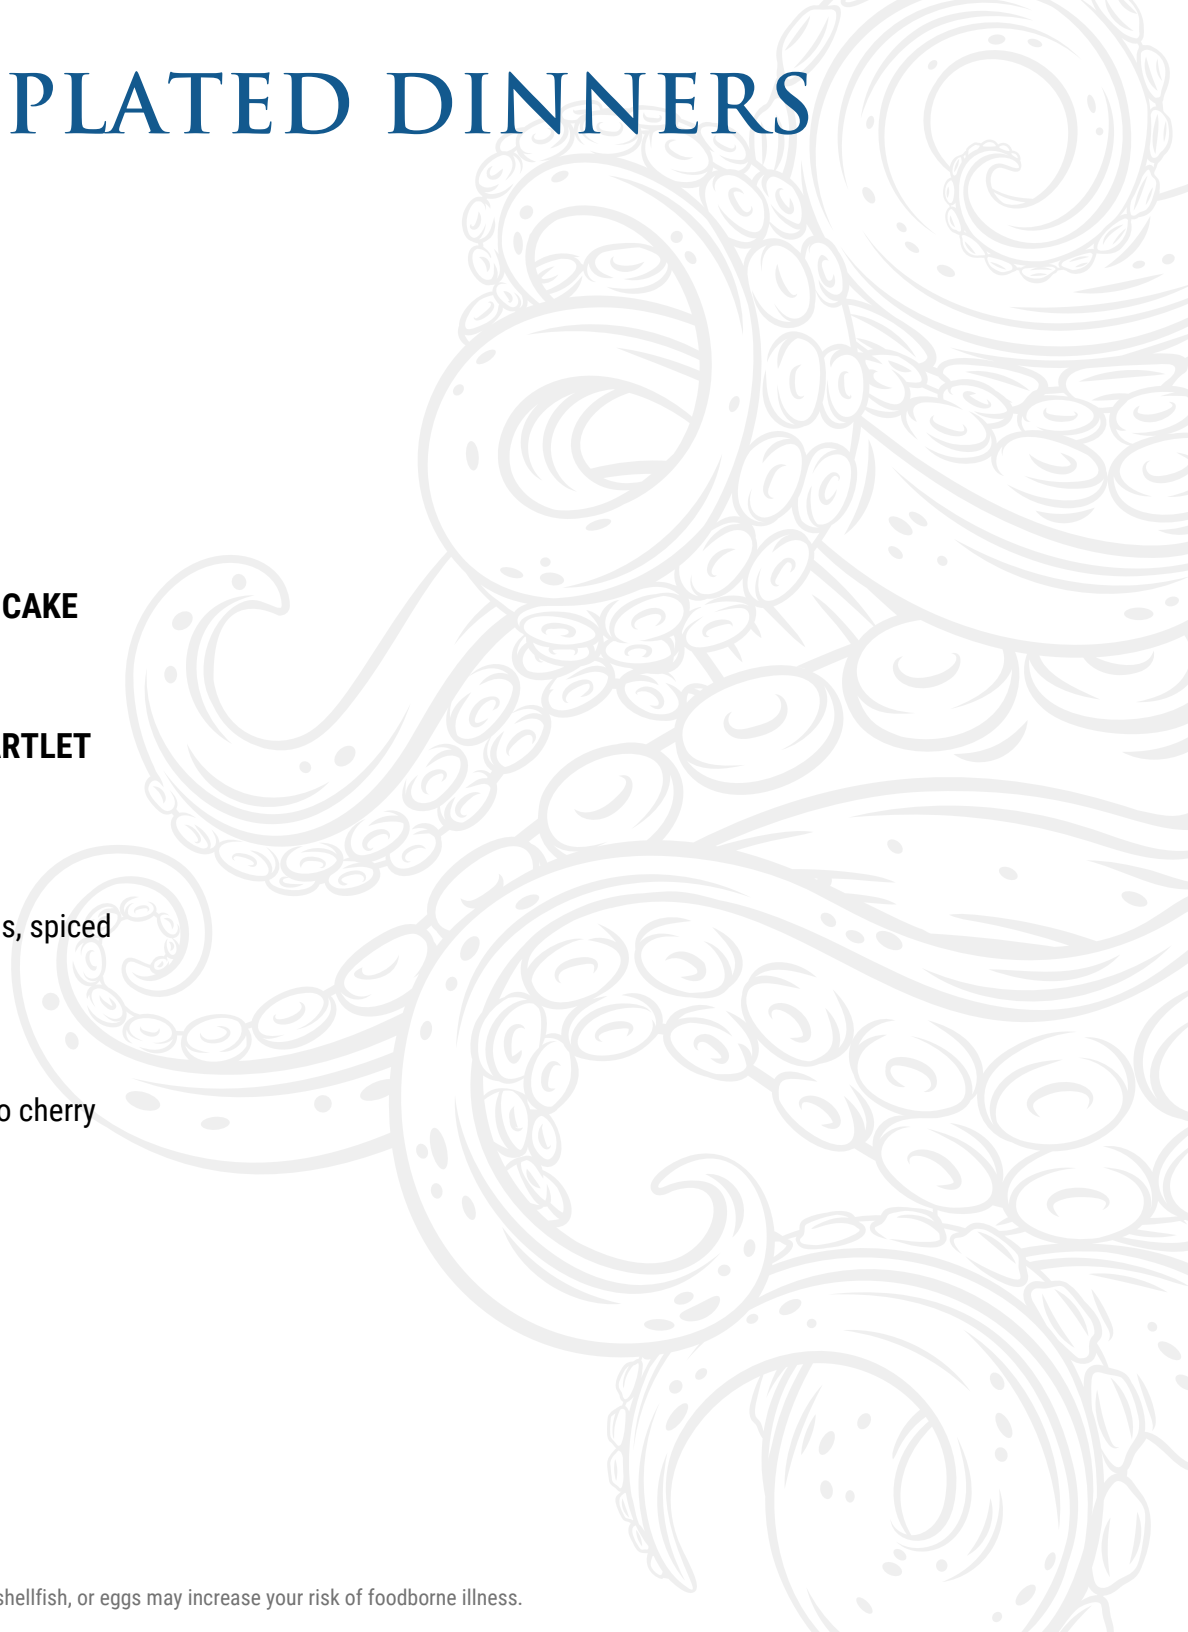 PLATED DINNERS
CAKE
RTLET
s, spiced
o cherry
shellfish, or eggs may increase your risk of foodborne illness.